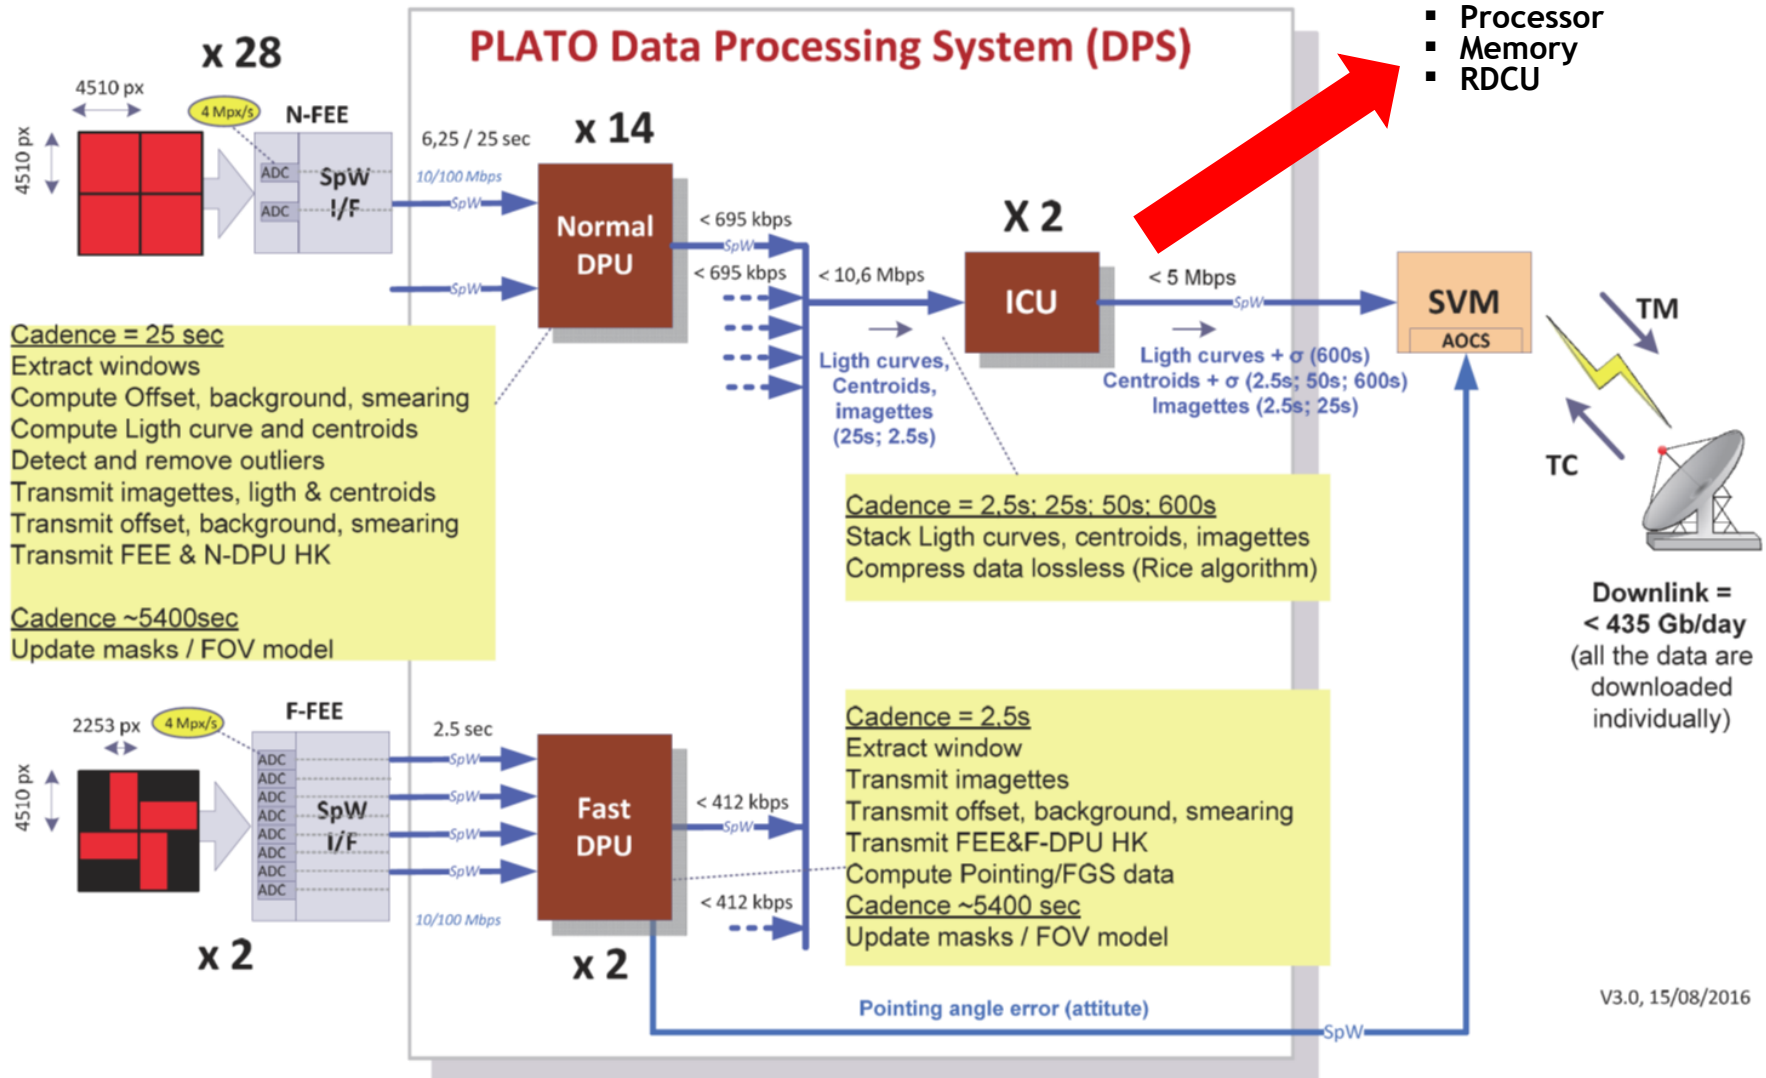 PLATO Data Processing System (DPS)
▪ Processor
▪ Memory
▪ RDCU
x 28
4510 px
4510 px
4 Mpx/s
N-FEE
ADC
ADC
SpW
I/F
6,25 / 25 sec
10/100 Mbps
SpW
SpW
x 14
Normal
DPU
< 695 kbps
SpW
< 695 kbps
< 10,6 Mbps
X 2
ICU
< 5 Mbps
SpW
SVM
AOCS
TM
TC
Ligth curves,
Centroids,
imagettes
(25s; 2.5s)
Ligth curves + σ (600s)
Centroids + σ (2.5s; 50s; 600s)
Imagettes (2.5s; 25s)
Cadence = 25 sec
Extract windows
Compute Offset, background, smearing
Compute Ligth curve and centroids
Detect and remove outliers
Transmit imagettes, ligth & centroids
Transmit offset, background, smearing
Transmit FEE & N-DPU HK
Cadence ~5400sec
Update masks / FOV model
Cadence = 2,5s; 25s; 50s; 600s
Stack Ligth curves, centroids, imagettes
Compress data lossless (Rice algorithm)
Downlink =
< 435 Gb/day
(all the data are
downloaded
individually)
2253 px
4510 px
4 Mpx/s
F-FEE
ADC
ADC
ADC
ADC
ADC
ADC
ADC
ADC
SpW
I/F
x 2
2.5 sec
SpW
SpW
SpW
SpW
10/100 Mbps
Fast
DPU
x 2
< 412 kbps
SpW
< 412 kbps
Cadence = 2,5s
Extract window
Transmit imagettes
Transmit offset, background, smearing
Transmit FEE&F-DPU HK
Compute Pointing/FGS data
Cadence ~5400 sec
Update masks / FOV model
Pointing angle error (attitute)
SpW
V3.0, 15/08/2016